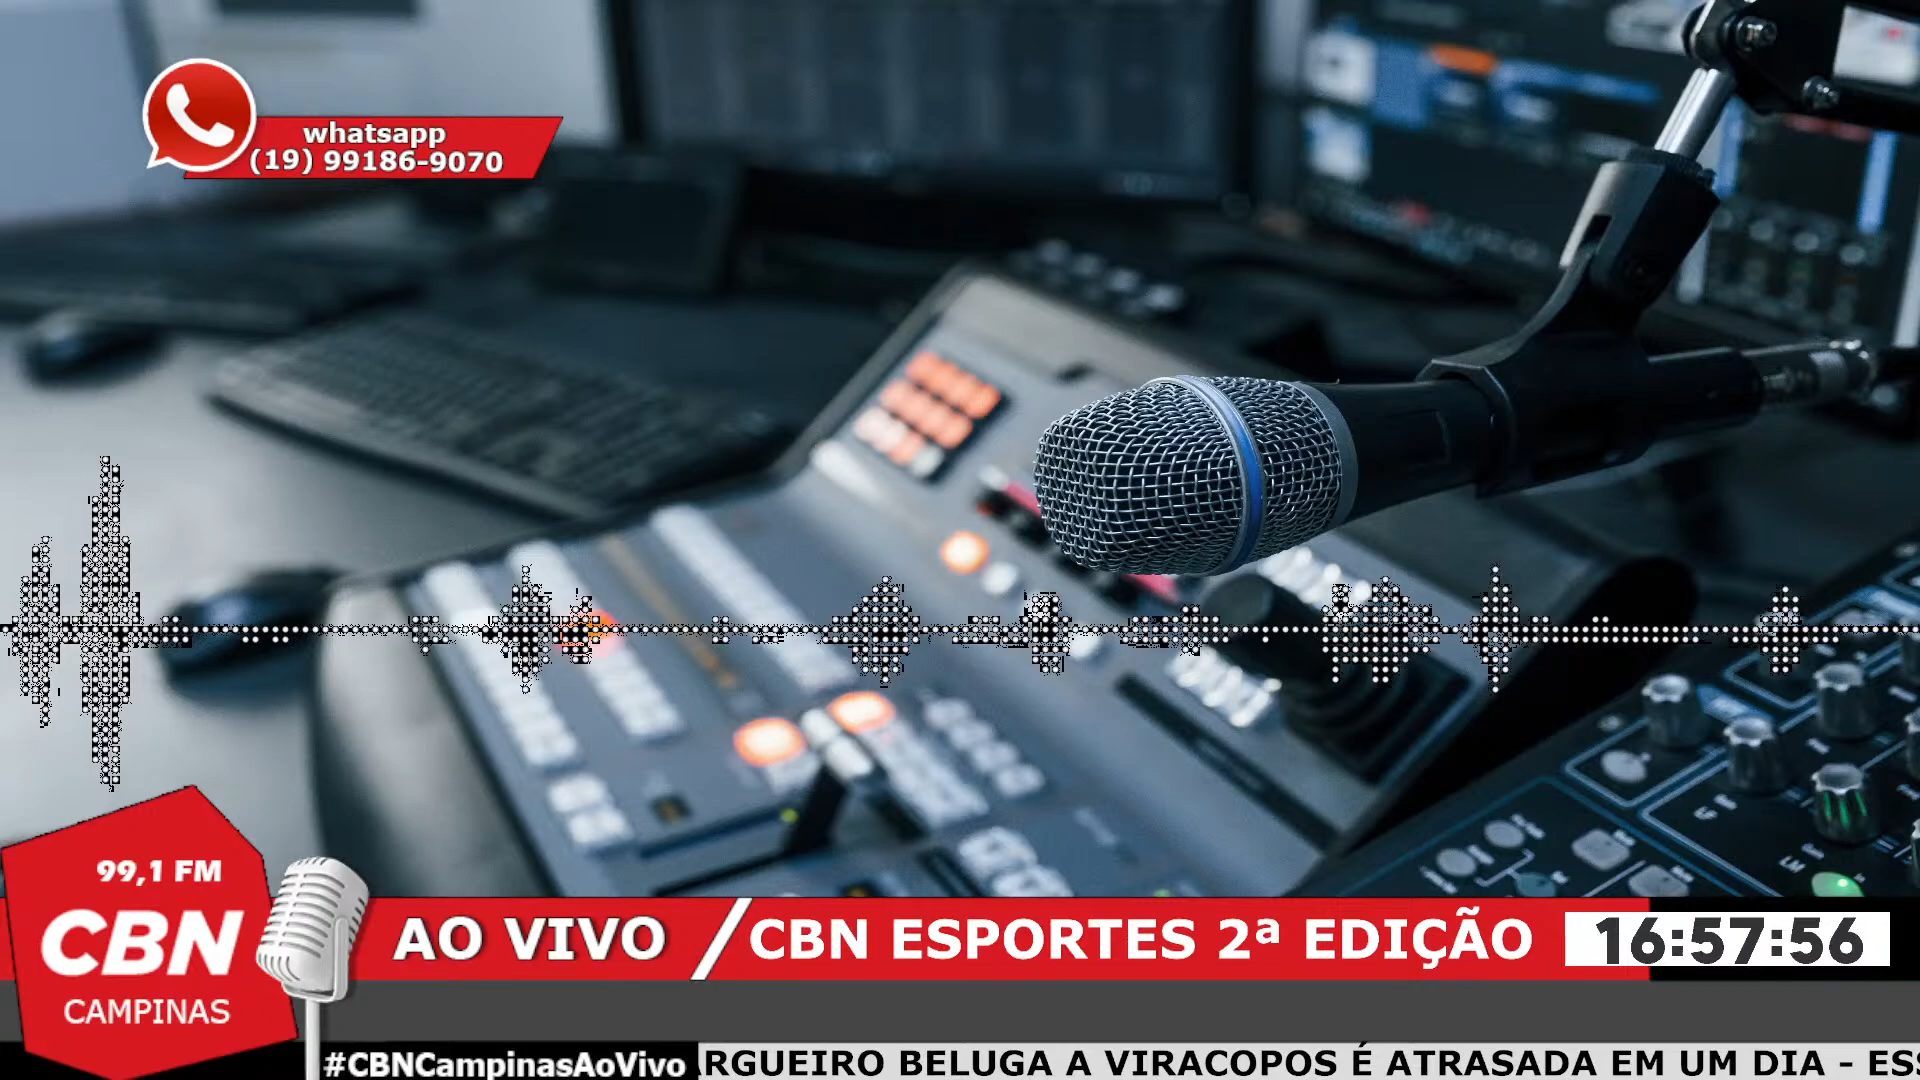 whatsapp
(19) 99186-9070
99,1 FM
CBN
CAMPINAS
AO VIVO / CBN ESPORTES 2ª EDIÇÃO
16:57:56
#CBNCampinasAoVivo
RGUEIRO BELUGA A VIRACOPOS É ATRASADA EM UM DIA - ESS